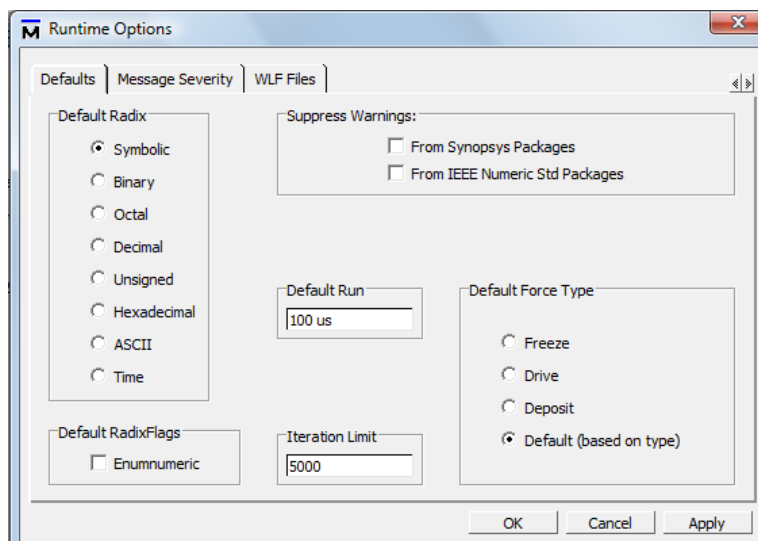 Runtime Options
Defaults
Message Severity
WLF Files
Default Radix
Symbolic
Binary
Octal
Decimal
Unsigned
Hexadecimal
ASCII
Time
Suppress Warnings:
From Synopsys Packages
From IEEE Numeric Std Packages
Default Run
100 us
Default Force Type
Freeze
Drive
Deposit
Default (based on type)
Default RadixFlags
Enumnumeric
Iteration Limit
5000
OK
Cancel
Apply